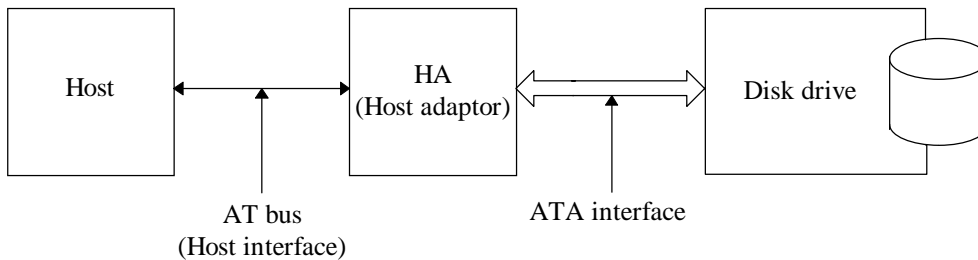 Host
HA
(Host adaptor)
Disk drive
AT bus
(Host interface)
ATA interface